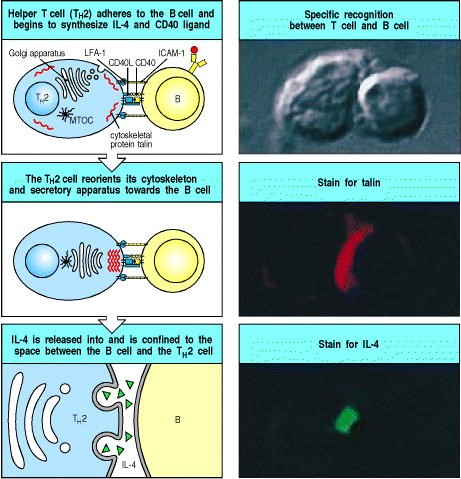 Helper T cell (TH2) adheres to the B cell and
begins to synthesize IL-4 and CD40 ligand
Golgi apparatus
LFA-1
CD40L
CD40
ICAM-1
TH2
MTOC
B
cytoskeletal
protein talin
Specific recognition
between T cell and B cell
The TH2 cell reorients its cytoskeleton
and secretory apparatus towards the B cell
Stain for talin
IL-4 is released into and is confined to the
space between the B cell and the TH2 cell
TH2
B
IL-4
Stain for IL-4